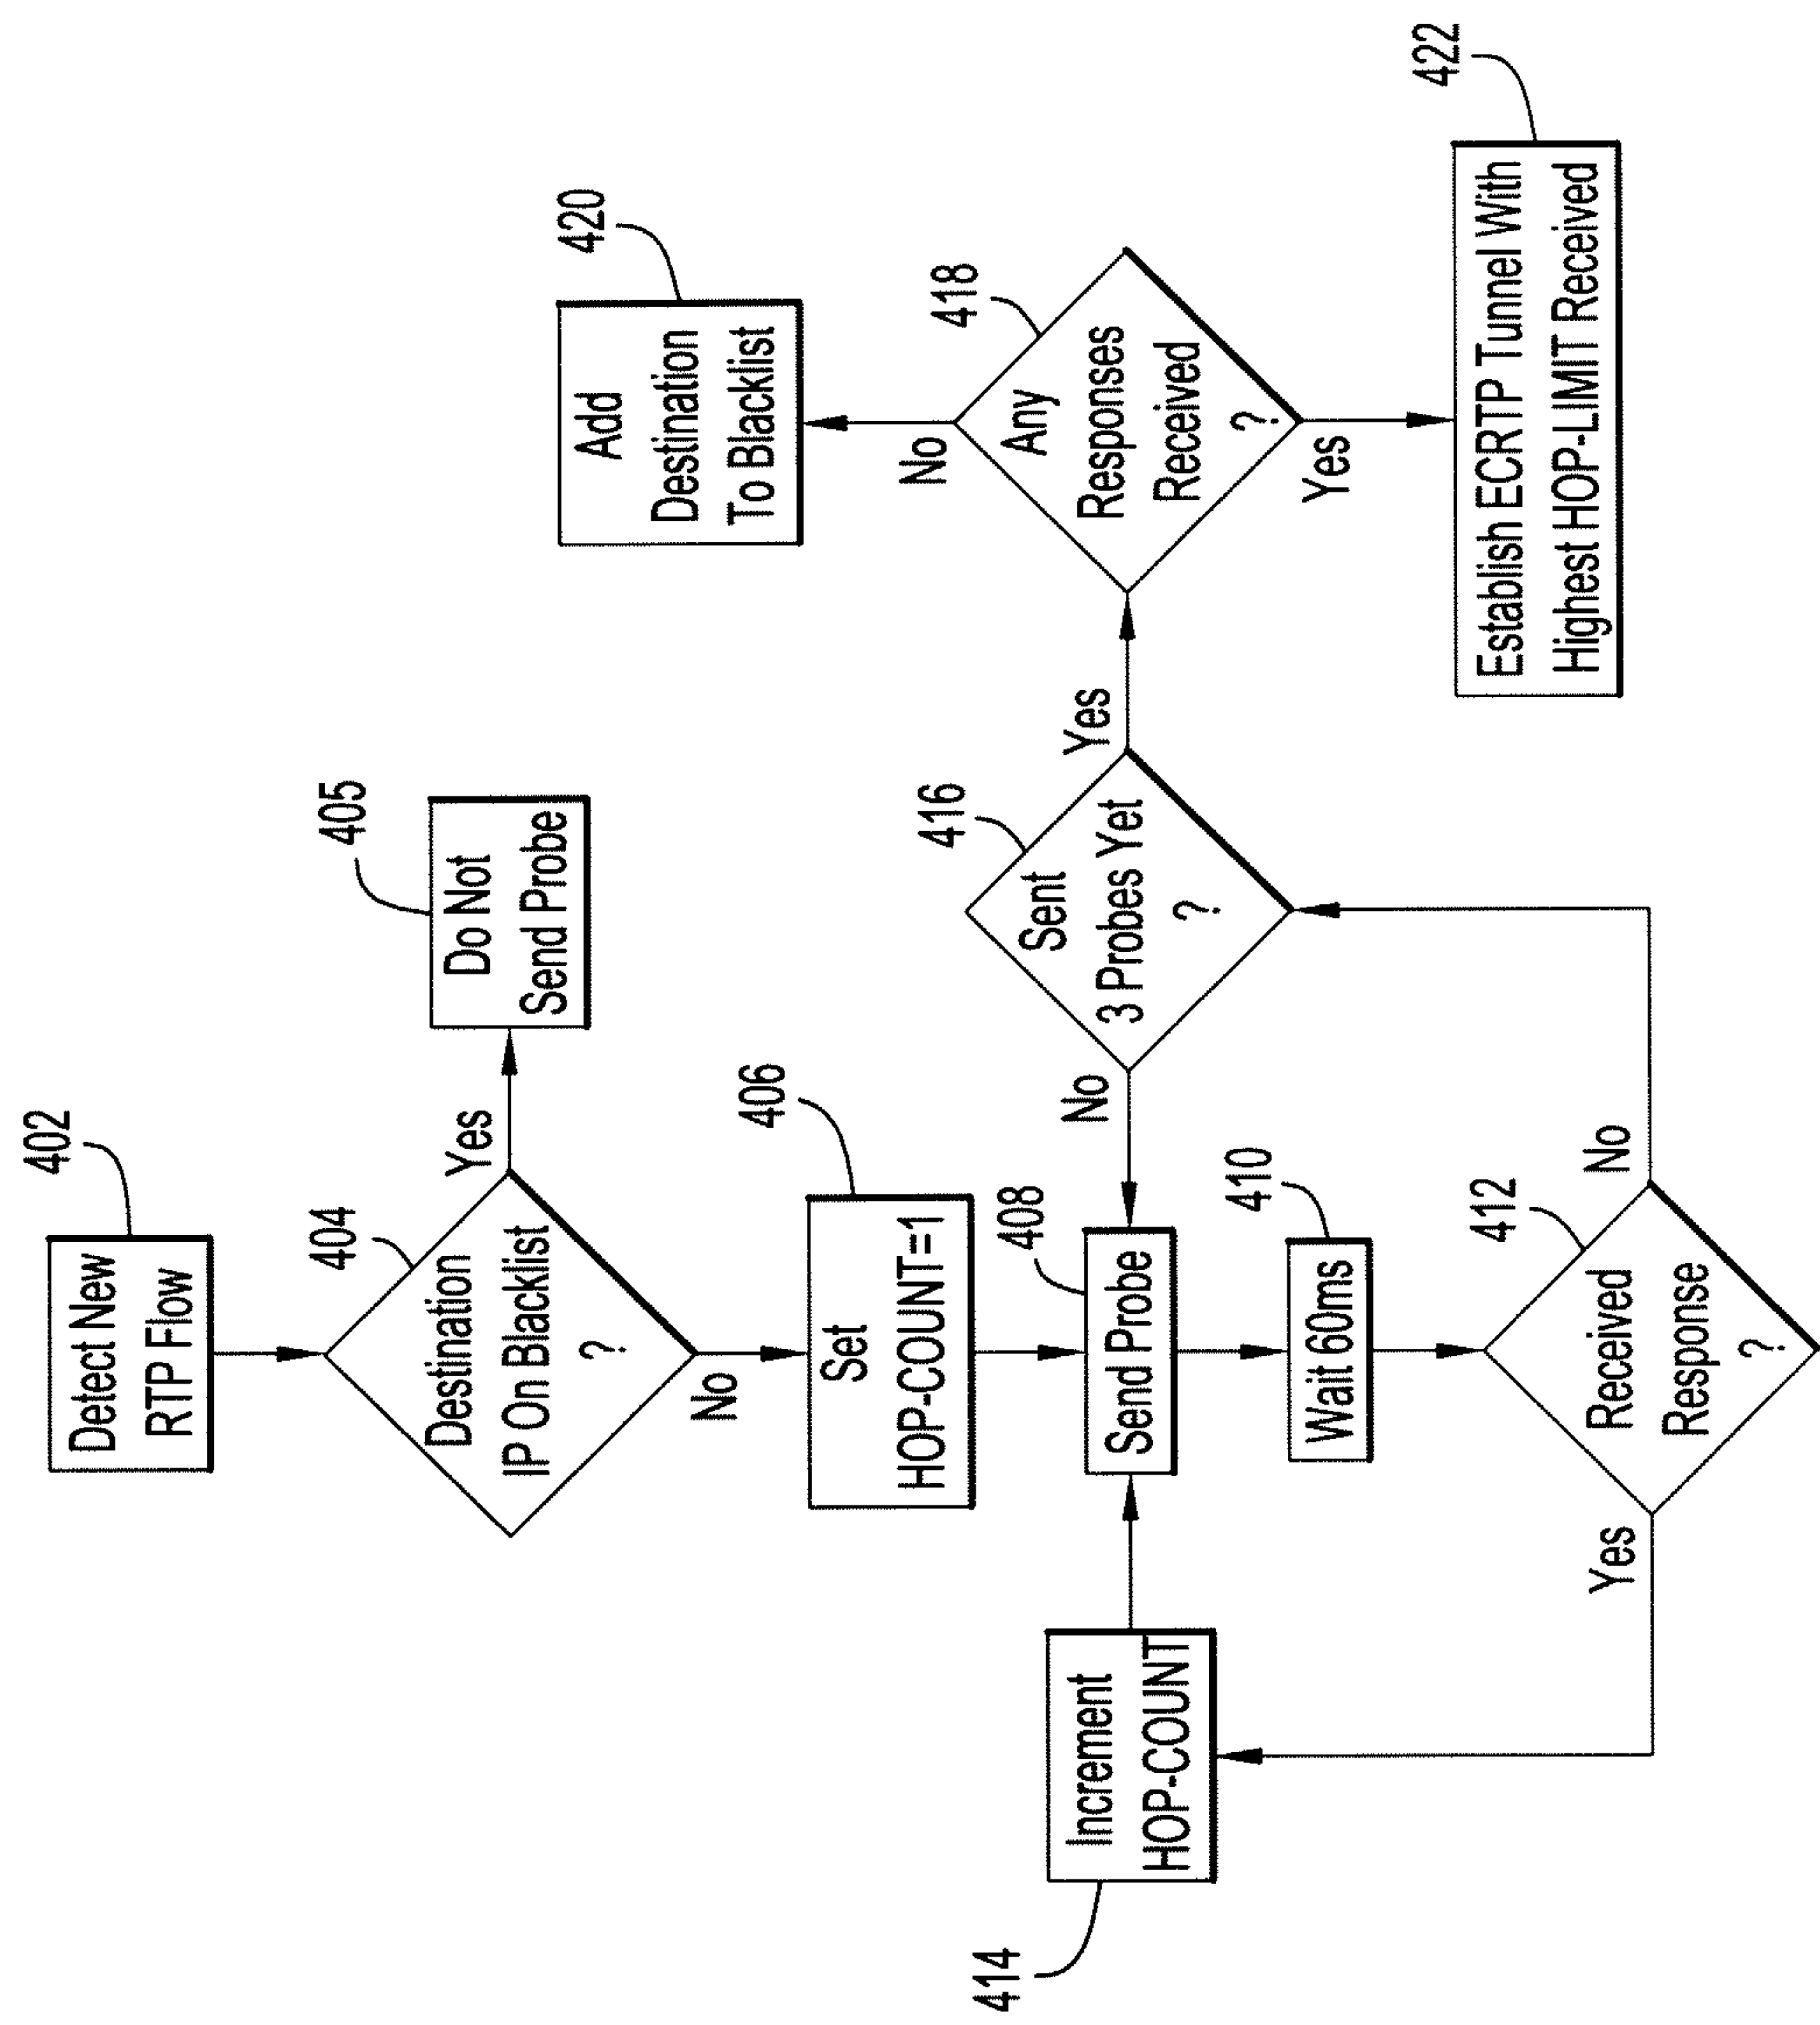 402
Detect New
RTP Flow
404
Destination
IP On Blacklist
?
Yes
405
Do Not
Send Probe
No
406
Set
HOP-COUNT=1
408
Send Probe
410
Wait 60ms
412
Received
Response
?
Yes
414
Increment
HOP-COUNT
No
416
Sent
3 Probes Yet
?
No
Yes
418
Any
Responses
Received
?
No
420
Add
Destination
To Blacklist
Yes
422
Establish ECRTP Tunnel With
Highest HOP-LIMIT Received